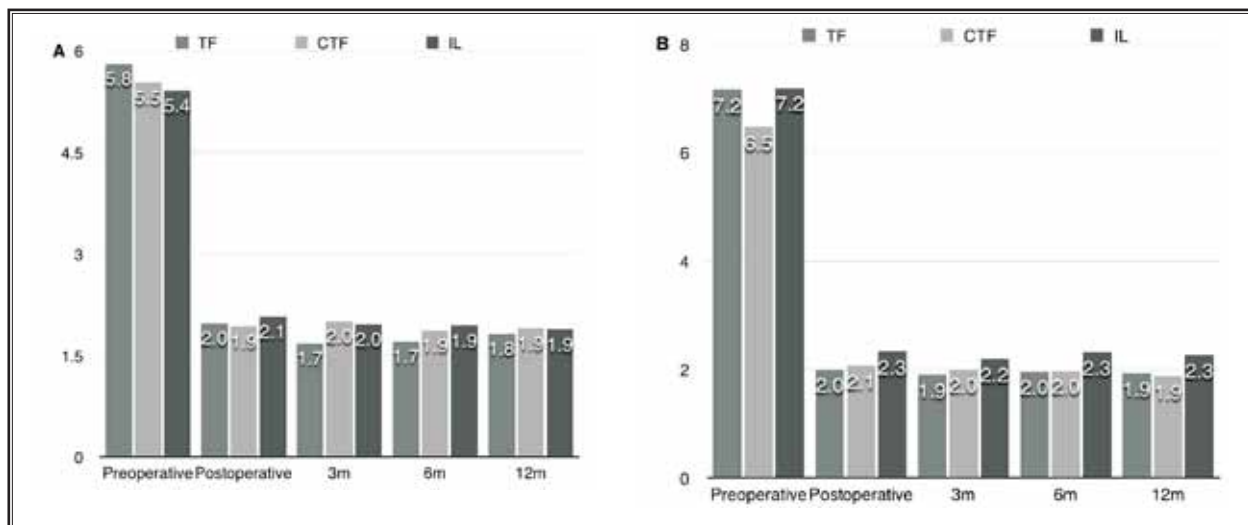 A
TF CTF IL
6
5.8 5.5 5.4
4.5
3
2.0 1.9 2.1 1.7 2.0 2.0 1.7 1.9 1.9 1.8 1.9 1.9
1.5
0
Preoperative Postoperative 3m 6m 12m
B
TF CTF IL
8
7.2 6.5 7.2
6
4
2
2.0 2.1 2.3 1.9 2.0 2.2 2.0 2.0 2.3 1.9 1.9 2.3
0
Preoperative Postoperative 3m 6m 12m